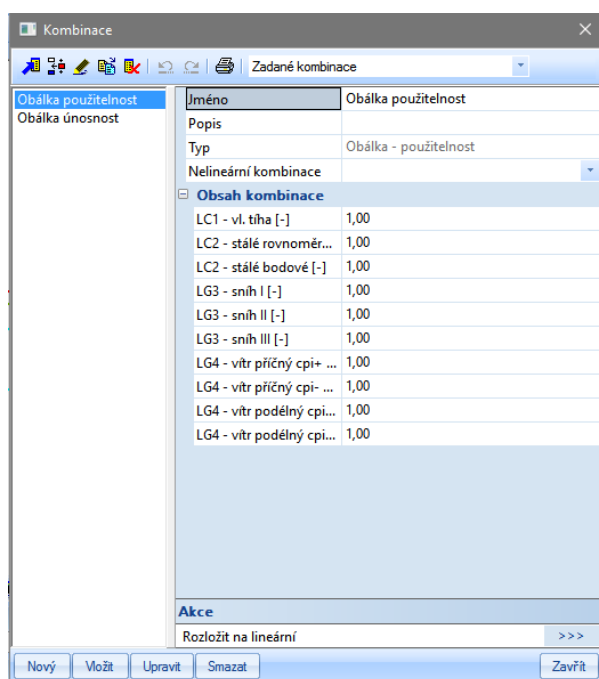 Kombinace
Zadané kombinace
Obálka použitelnost
Obálka únosnost
Jméno Obálka použitelnost
Popis
Typ Obálka - použitelnost
Nelineární kombinace
Obsah kombinace
LC1 - vl. tíha [-] 1,00
LC2 - stálé rovnoměr... 1,00
LC2 - stálé bodové [-] 1,00
LG3 - sníh I [-] 1,00
LG3 - sníh II [-] 1,00
LG3 - sníh III [-] 1,00
LG4 - vítr příčný cpi+ ... 1,00
LG4 - vítr příčný cpi- ... 1,00
LG4 - vítr podélný cpi... 1,00
LG4 - vítr podélný cpi... 1,00
Akce
Rozložit na lineární >>>
Nový Vložit Upravit Smazat Zavřít